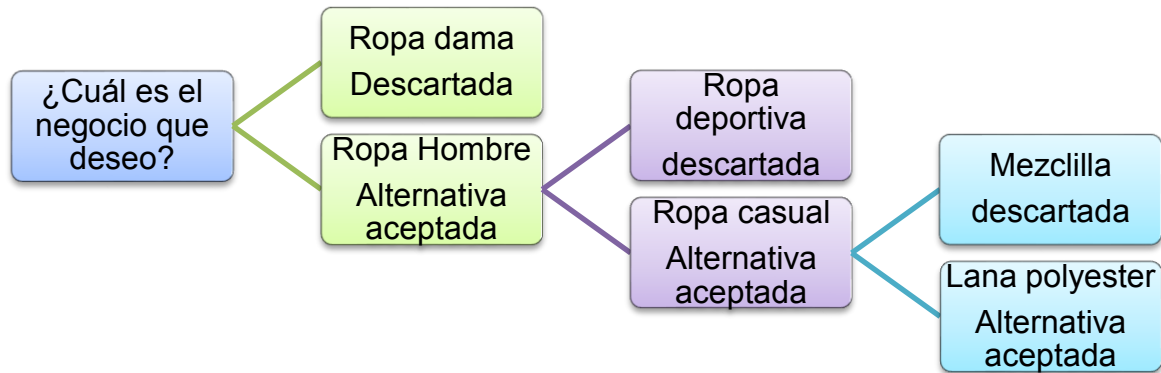 ¿Cuál es el
negocio que
deseo?
Ropa dama
Descartada
Ropa Hombre
Alternativa
aceptada
Ropa
deportiva
descartada
Ropa casual
Alternativa
aceptada
Mezclilla
descartada
Lana polyester
Alternativa
aceptada